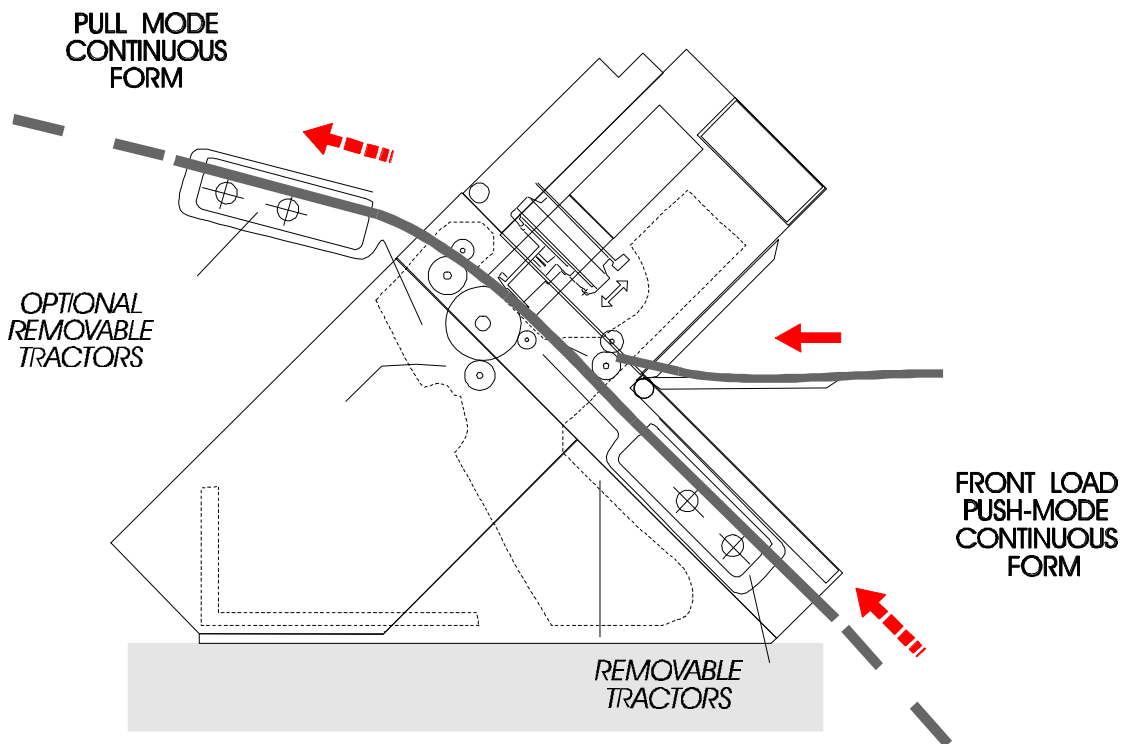 PULL MODE
CONTINUOUS
FORM
OPTIONAL
REMOVABLE
TRACTORS
FRONT LOAD
PUSH-MODE
CONTINUOUS
FORM
REMOVABLE
TRACTORS